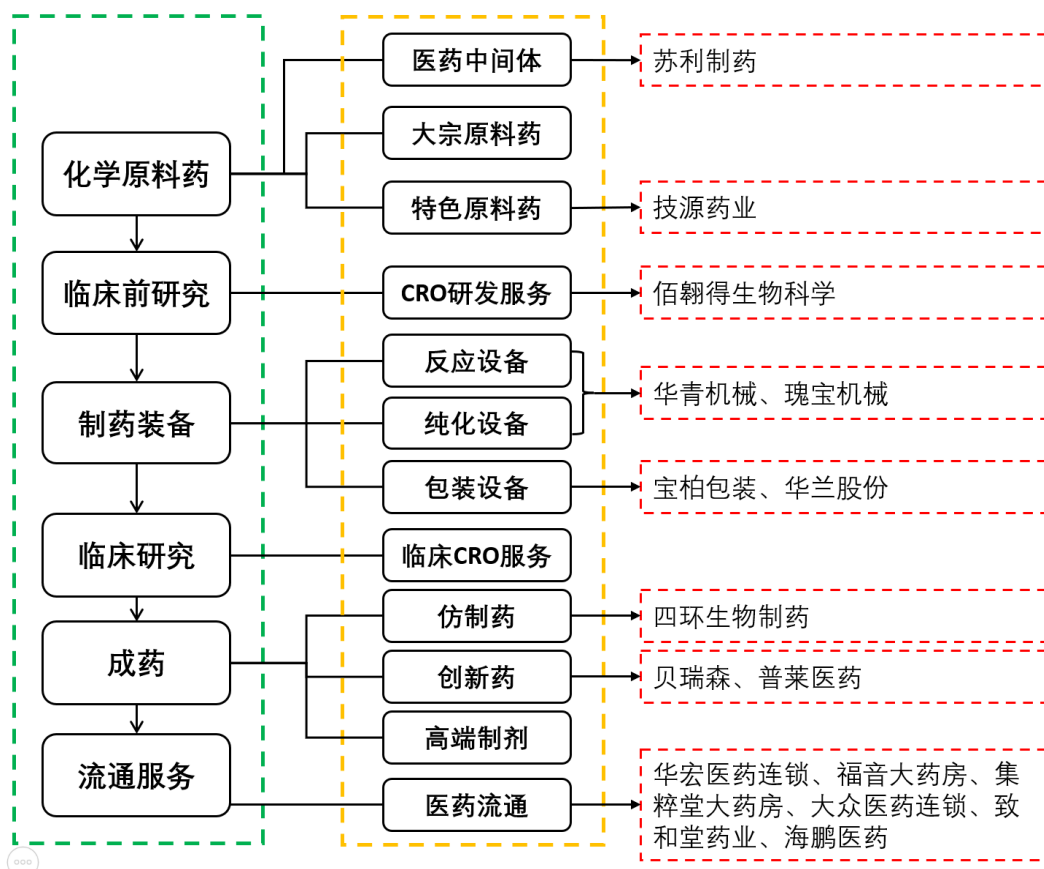 化学原料药
临床前研究
制药装备
临床研究
成药
流通服务
医药中间体
大宗原料药
特色原料药
CRO研发服务
反应设备
纯化设备
包装设备
临床CRO服务
仿制药
创新药
高端制剂
医药流通
苏利制药
技源药业
佰翱得生物科学
华青机械、瑰宝机械
宝柏包装、华兰股份
四环生物制药
贝瑞森、普莱医药
华宏医药连锁、福音大药房、集
粹堂大药房、大众医药连锁、致
和堂药业、海鹏医药